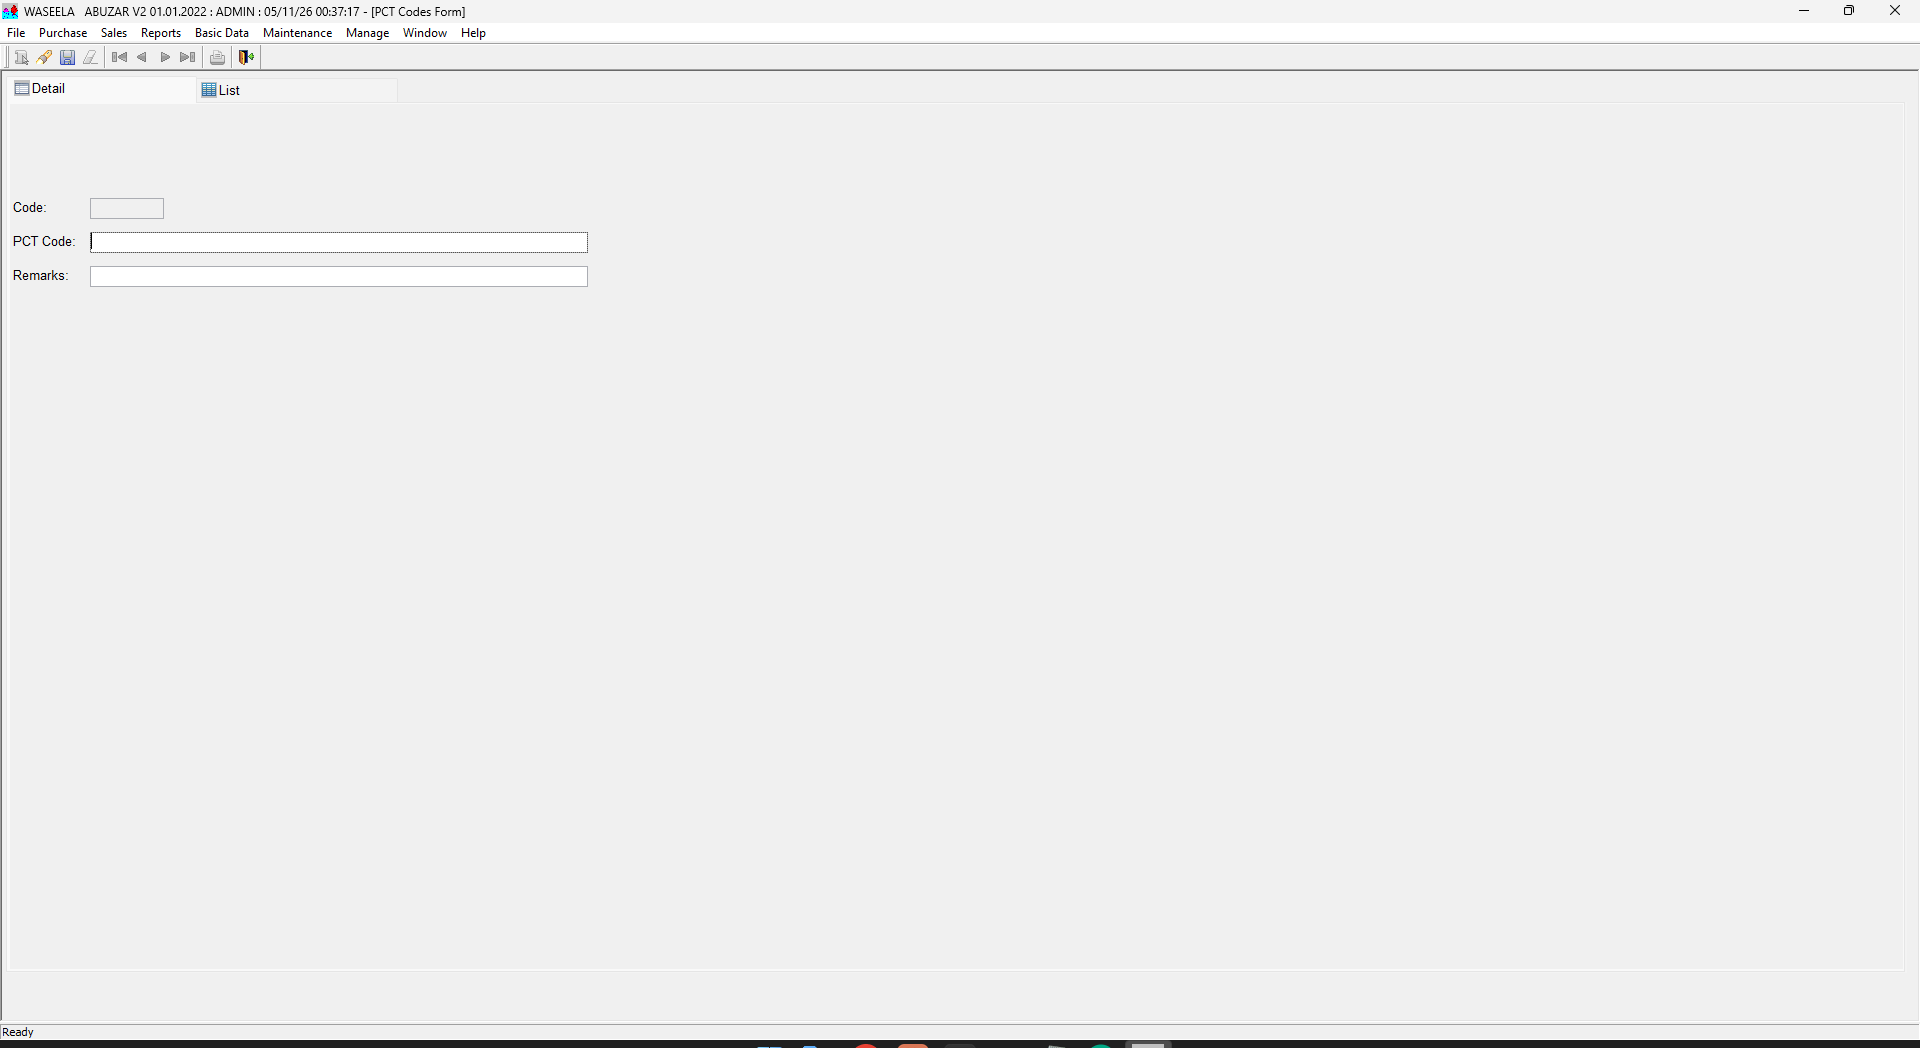 WASEELA   ABUZAR V2 01.01.2022 : ADMIN : 05/11/26 00:37:17 - [PCT Codes Form]
File Purchase Sales Reports Basic Data Maintenance Manage Window Help
Detail List
Code:
PCT Code:
Remarks:
Ready